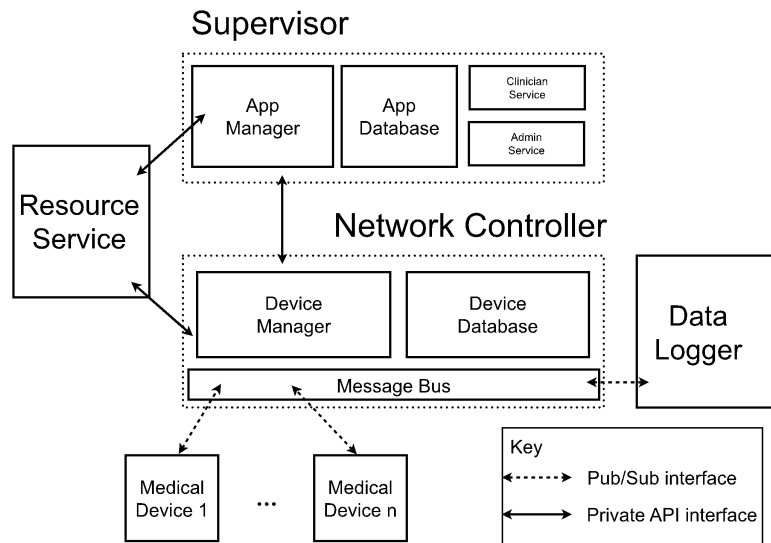 Supervisor
App
Manager
App
Database
Clinician
Service
Admin
Service
Resource
Service
Network Controller
Device
Manager
Device
Database
Data
Logger
Message Bus
Medical
Device 1
...
Medical
Device n
Key
Pub/Sub interface
Private API interface